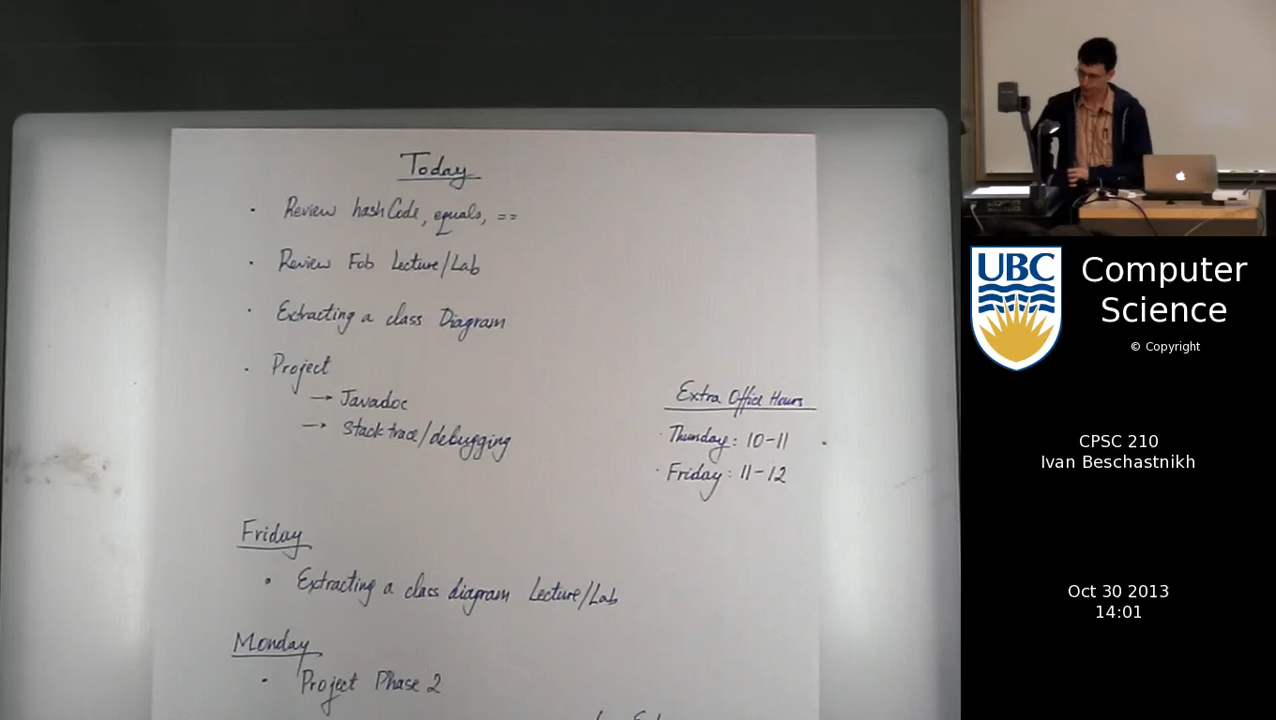 Today
· Review hashCode, equals, ==
· Review Fob Lecture/Lab
· Extracting a class Diagram
· Project
→ Javadoc
→ stack trace/debugging
Extra Office Hours
· Thursday: 10-11
· Friday: 11-12
Friday
• Extracting a class diagram Lecture/Lab
Monday
• Project Phase 2
UBC
Computer
Science
© Copyright
CPSC 210
Ivan Beschastnikh
Oct 30 2013
14:01